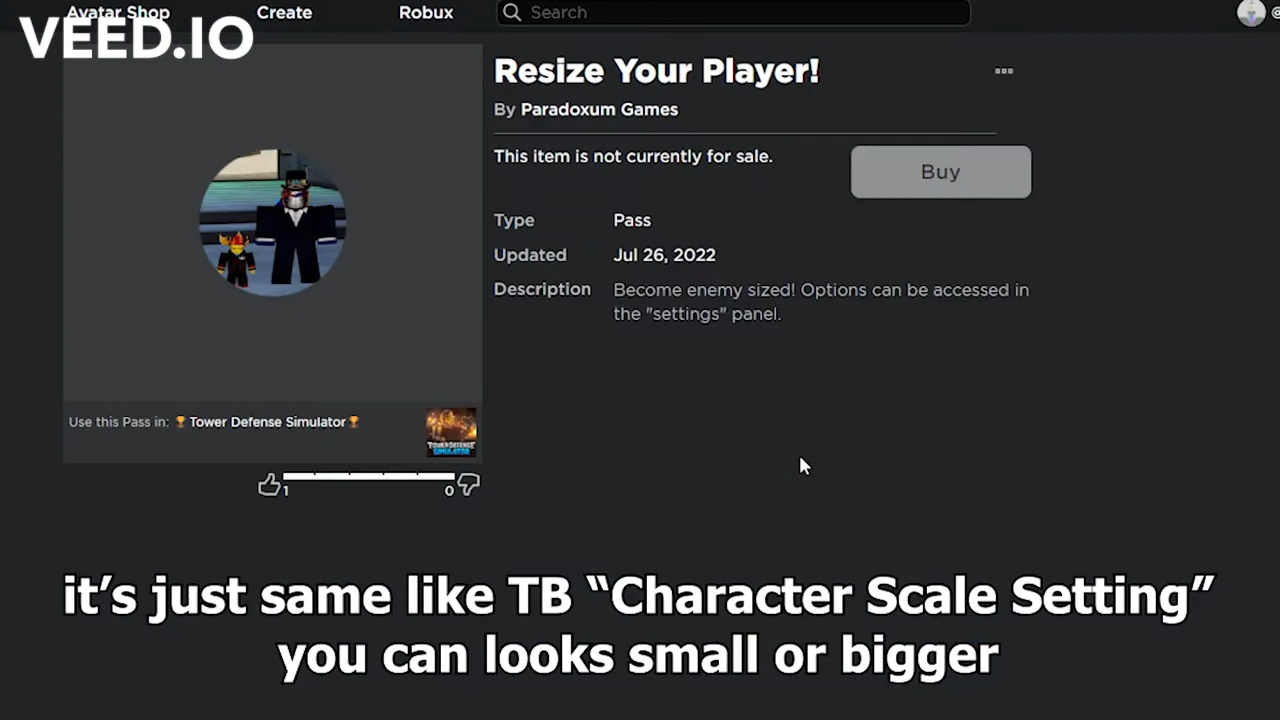 Avatar Shop
Create
Robux
Search
VEED.IO
Resize Your Player!
By Paradoxum Games
This item is not currently for sale.
Buy
Type Pass
Updated Jul 26, 2022
Description Become enemy sized! Options can be accessed in
the "settings" panel.
Use this Pass in: 🏆 Tower Defense Simulator🏆
TOWER DEFENSE
SIMULATOR
1
0
it’s just same like TB “Character Scale Setting”
you can looks small or bigger